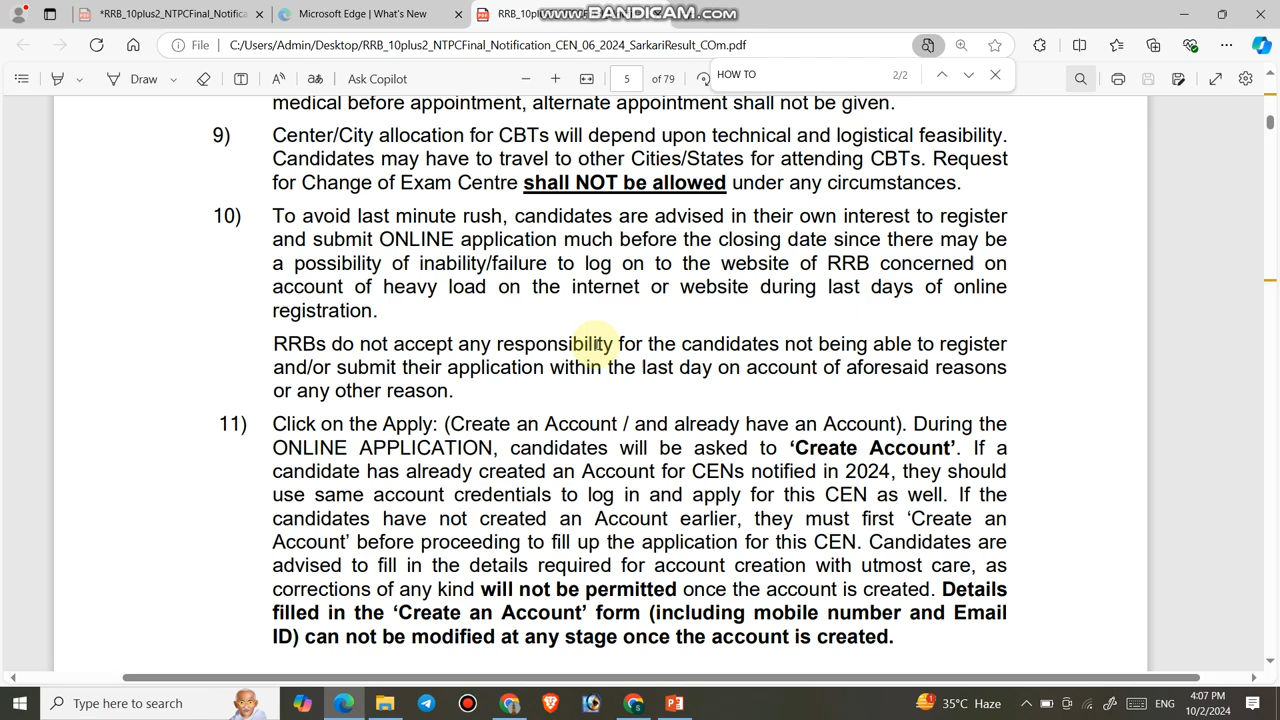 *RRB_10plus2_NTPCFinal_Notifica
Microsoft Edge | What's New
RRB_10p
WWW.BANDICAM.COM
File
C:/Users/Admin/Desktop/RRB_10plus2_NTPCFinal_Notification_CEN_06_2024_SarkariResult_COm.pdf
Draw
Ask Copilot
5
of 79
HOW TO
2/2
medical before appointment, alternate appointment shall not be given.
9) Center/City allocation for CBTs will depend upon technical and logistical feasibility.
Candidates may have to travel to other Cities/States for attending CBTs. Request
for Change of Exam Centre shall NOT be allowed under any circumstances.
10) To avoid last minute rush, candidates are advised in their own interest to register
and submit ONLINE application much before the closing date since there may be
a possibility of inability/failure to log on to the website of RRB concerned on
account of heavy load on the internet or website during last days of online
registration.
RRBs do not accept any responsibility for the candidates not being able to register
and/or submit their application within the last day on account of aforesaid reasons
or any other reason.
11) Click on the Apply: (Create an Account / and already have an Account). During the
ONLINE APPLICATION, candidates will be asked to ‘Create Account’. If a
candidate has already created an Account for CENs notified in 2024, they should
use same account credentials to log in and apply for this CEN as well. If the
candidates have not created an Account earlier, they must first ‘Create an
Account’ before proceeding to fill up the application for this CEN. Candidates are
advised to fill in the details required for account creation with utmost care, as
corrections of any kind will not be permitted once the account is created. Details
filled in the ‘Create an Account’ form (including mobile number and Email
ID) can not be modified at any stage once the account is created.
Type here to search
35°C Haze
ENG
4:07 PM
10/2/2024